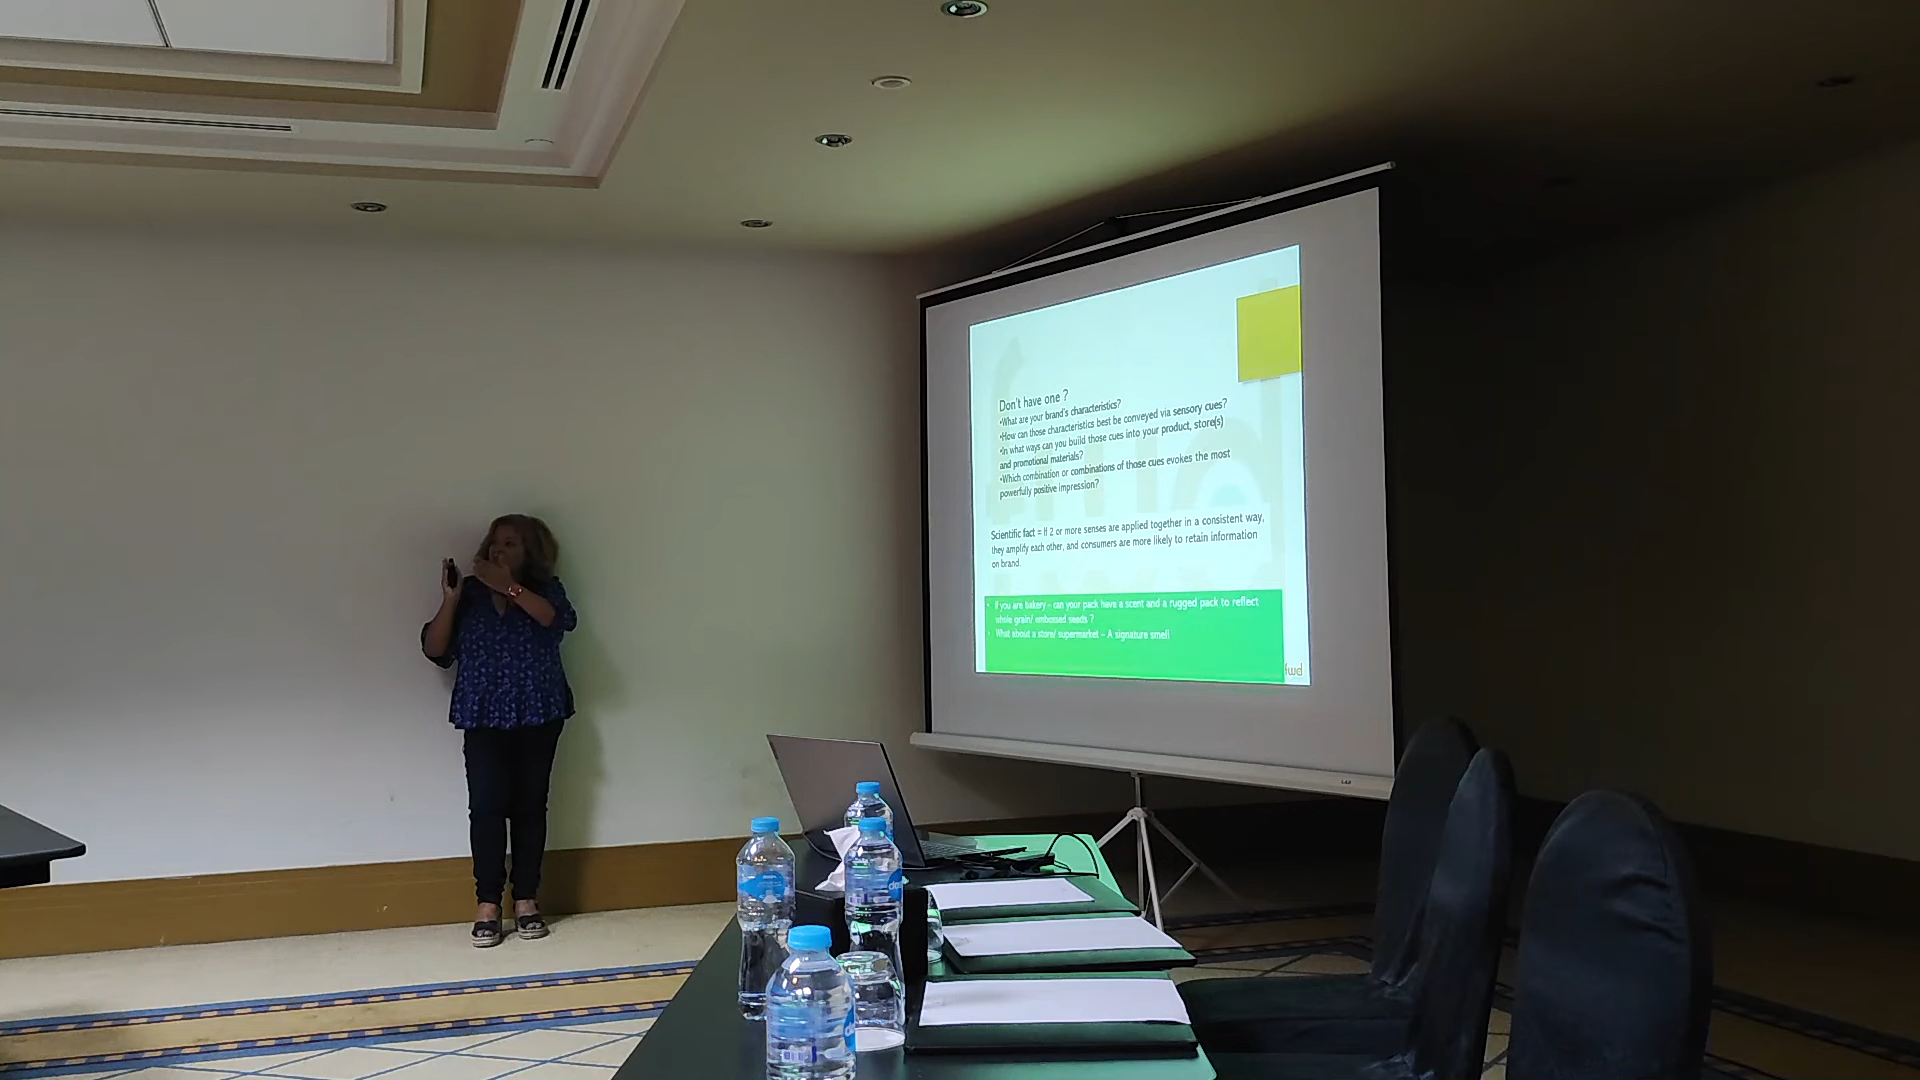 Don't have one ?
•What are your brand's characteristics?
•How can those characteristics best be conveyed via sensory cues?
•In what ways can you build those cues into your product, store(s)
and promotional materials?
•Which combination or combinations of those cues evokes the most
powerfully positive impression?
Scientific fact = If 2 or more senses are applied together in a consistent way,
they amplify each other, and consumers are more likely to retain information
on brand.
• If you are bakery - can your pack have a scent and a rugged pack to reflect
whole grain/ embossed seeds ?
• What about a store/ supermarket - A signature smell
fwd